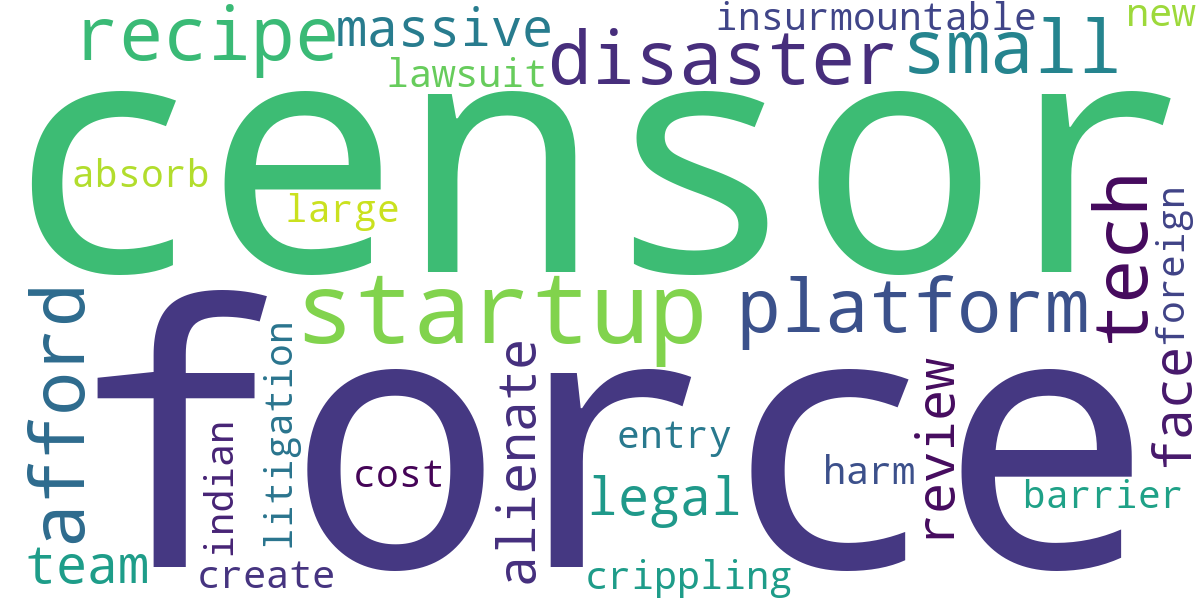 recipe
massive
insurmountable
new
lawsuit
disaster
small
censor
absorb
large
tech
foreign
startup
platform
afford
force
litigation
alienate
face
indian
cost
entry
harm
review
legal
barrier
team
create
crippling